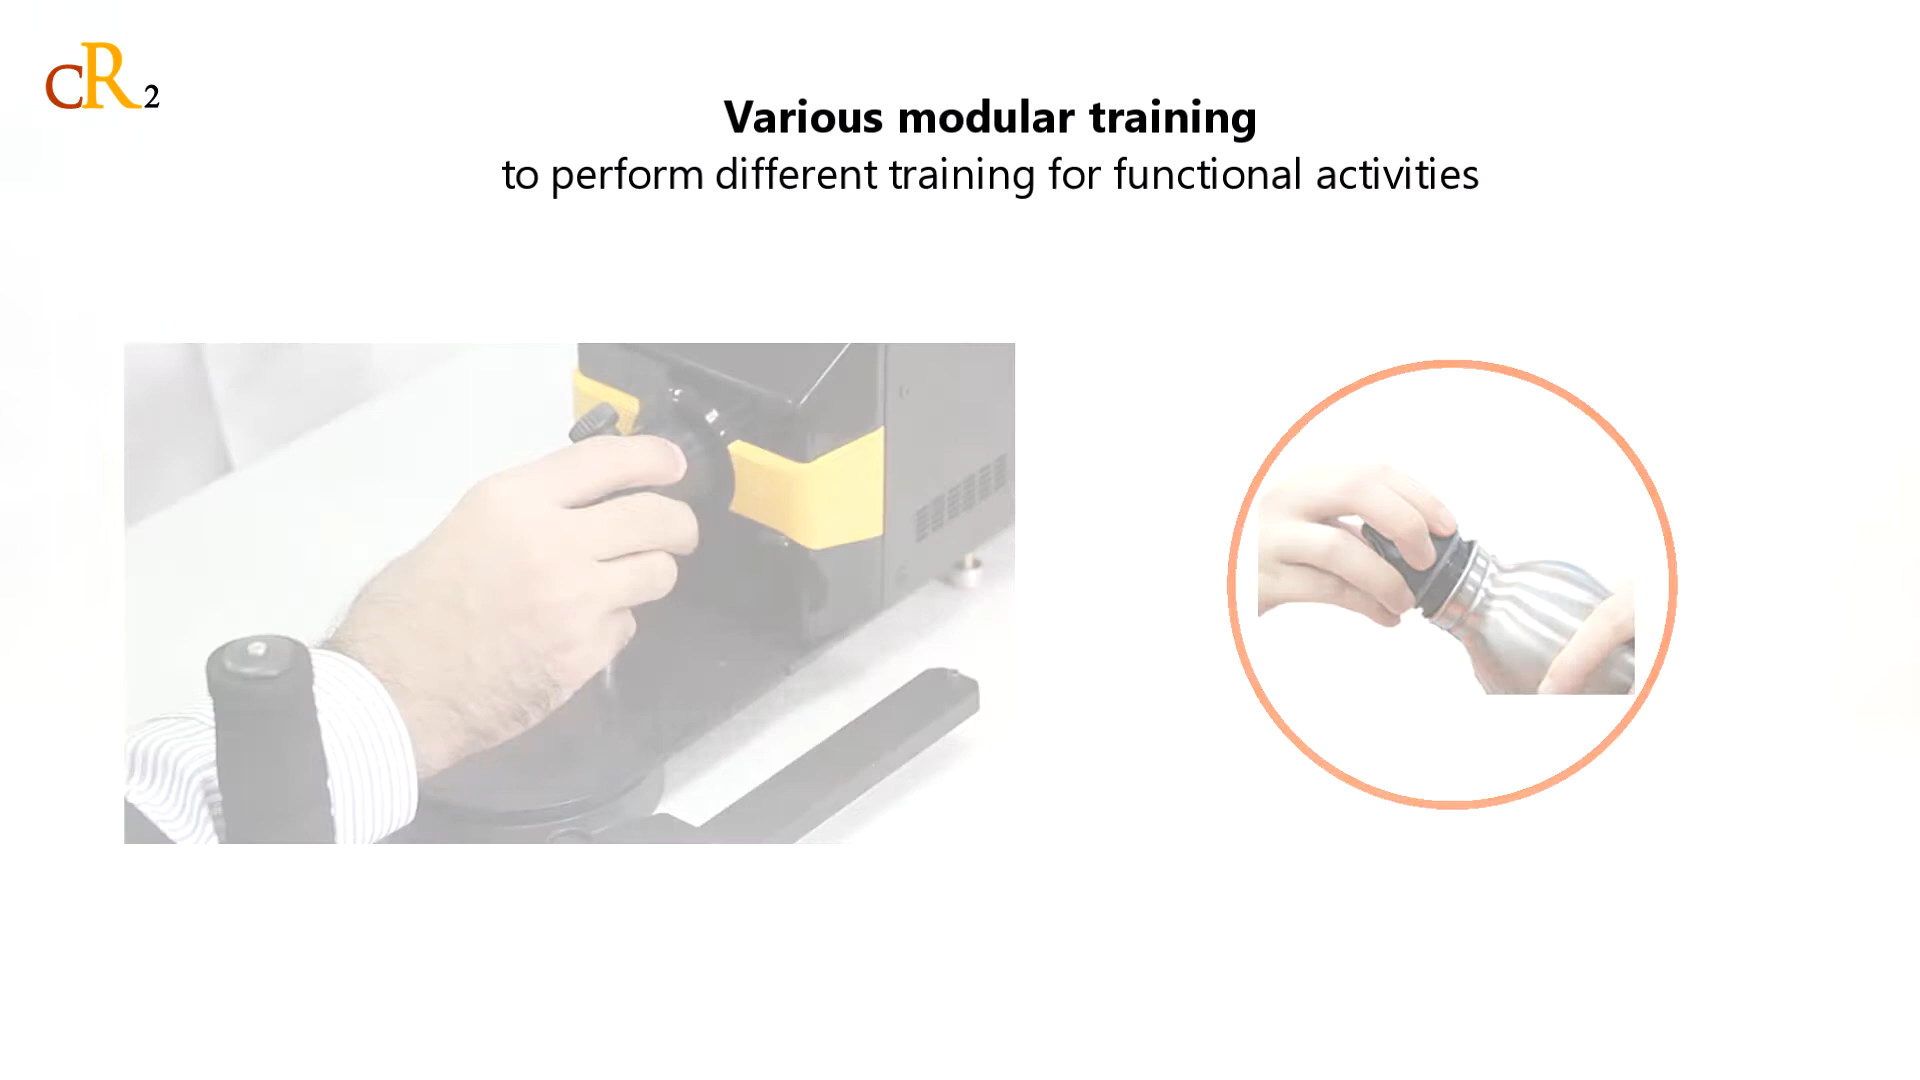 CR2
Various modular training
to perform different training for functional activities